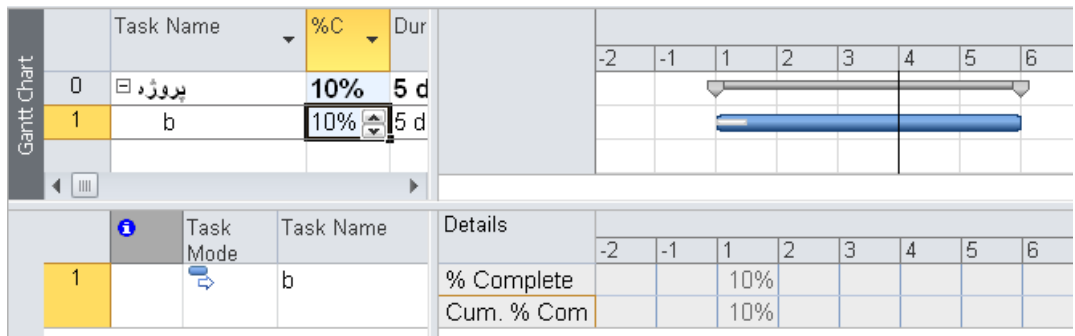 Gantt Chart
Task Name %C Dur
-2 -1 1 2 3 4 5 6
0 پروژه 10% 5 d
1 b 10% 5 d
Task Mode Task Name Details
-2 -1 1 2 3 4 5 6
1 b % Complete 10%
Cum. % Com 10%